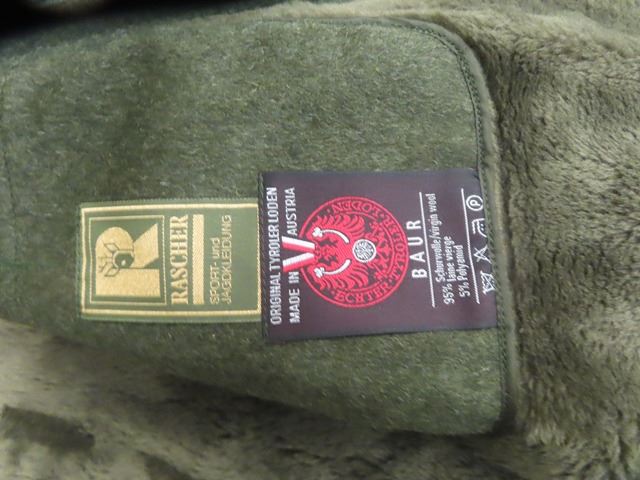 R
RASCHER
SPORT- und
JAGDKLEIDUNG
ORIGINAL TYROLER LODEN
MADE IN AUSTRIA
ECHTER · TYROLER · LODEN
BAUR
Schurwolle/virgin wool
95% laine vierge
5% Polyamid
P